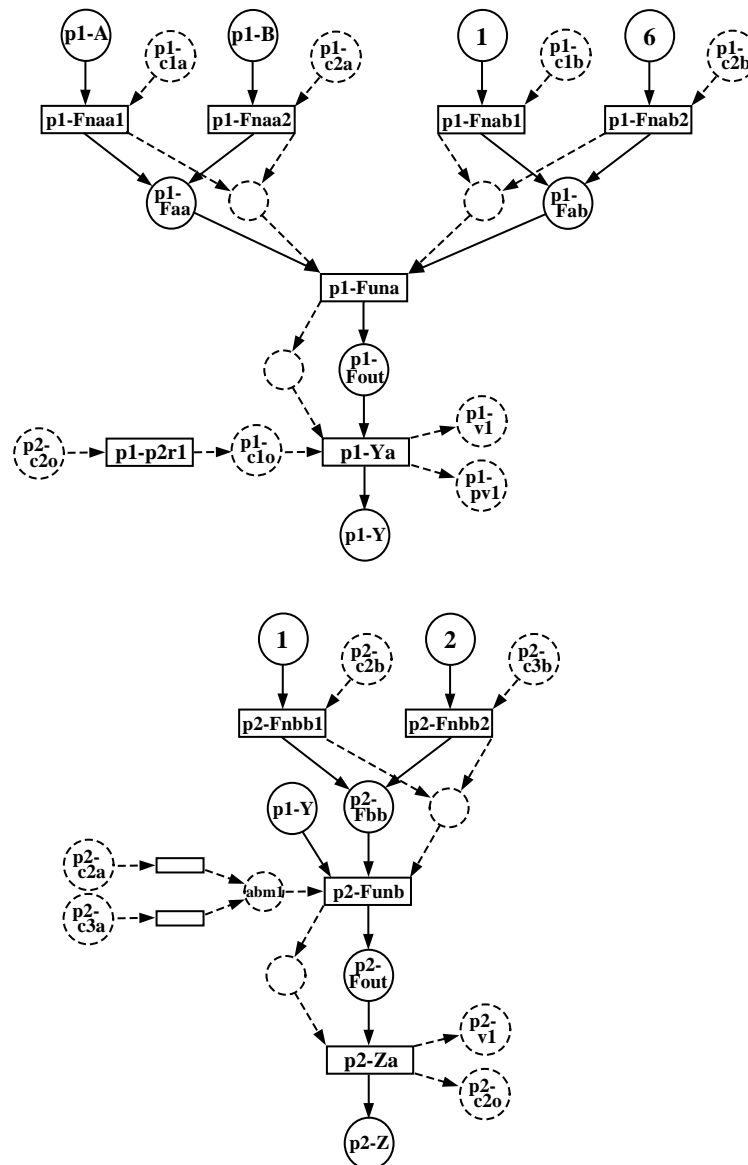 p1-A
p1-
c1a
p1-B
p1-
c2a
1
p1-
c1b
6
p1-
c2b
p1-Fnaa1
p1-Fnaa2
p1-Fnab1
p1-Fnab2
p1-
Faa
p1-
Fab
p1-Funa
p1-
Fout
p2-
c2o
p1-p2r1
p1-
c1o
p1-Ya
p1-
v1
p1-
pv1
p1-Y
1
p2-
c2b
2
p2-
c3b
p2-Fnbb1
p2-Fnbb2
p1-Y
p2-
Fbb
p2-
c2a
p2-
c3a
abm1
p2-Funb
p2-
Fout
p2-Za
p2-
v1
p2-
c2o
p2-Z